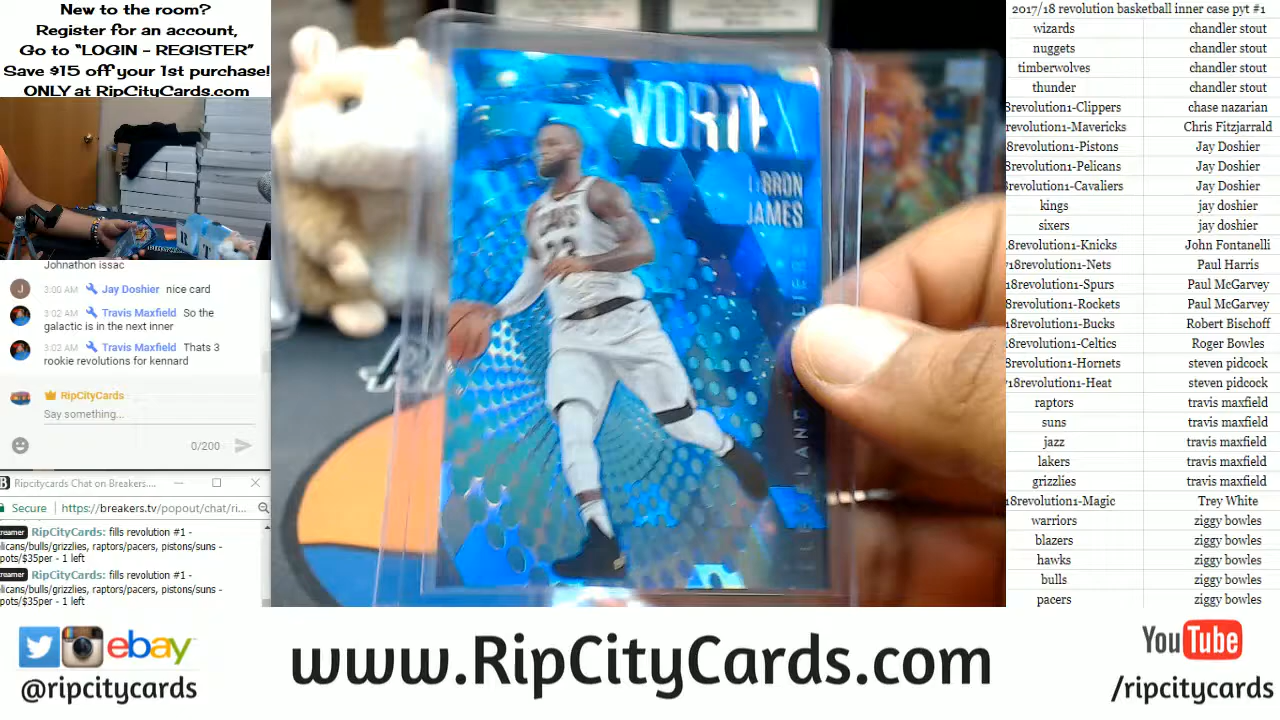 New to the room?
Register for an account,
Go to “LOGIN - REGISTER”
Save $15 off your 1st purchase!
ONLY at RipCityCards.com
Johnathon issac
J 3:00 AM Jay Doshier nice card
3:02 AM Travis Maxfield So the
galactic is in the next inner
3:02 AM Travis Maxfield Thats 3
rookie revolutions for kennard
RipCityCards
Say something...
0/200
Ripcitycards Chat on Breakers....
Secure https://breakers.tv/popout/chat/ri...
reamer RipCityCards: fills revolution #1 -
licans/bulls/grizzlies, raptors/pacers, pistons/suns -
pots/$35per - 1 left
reamer RipCityCards: fills revolution #1 -
licans/bulls/grizzlies, raptors/pacers, pistons/suns -
pots/$35per - 1 left
R T
VORTEX
LEBRON
JAMES
CAVS
23
CLEVELAND CAVALIERS
2017/18 revolution basketball inner case pyt #1
wizards chandler stout
nuggets chandler stout
timberwolves chandler stout
thunder chandler stout
8revolution1-Clippers chase nazarian
revolution1-Mavericks Chris Fitzjarrald
18revolution1-Pistons Jay Doshier
18revolution1-Pelicans Jay Doshier
8revolution1-Cavaliers Jay Doshier
kings jay doshier
sixers jay doshier
18revolution1-Knicks John Fontanelli
/18revolution1-Nets Paul Harris
18revolution1-Spurs Paul McGarvey
18revolution1-Rockets Paul McGarvey
18revolution1-Bucks Robert Bischoff
18revolution1-Celtics Roger Bowles
8revolution1-Hornets steven pidcock
/18revolution1-Heat steven pidcock
raptors travis maxfield
suns travis maxfield
jazz travis maxfield
lakers travis maxfield
grizzlies travis maxfield
18revolution1-Magic Trey White
warriors ziggy bowles
blazers ziggy bowles
hawks ziggy bowles
bulls ziggy bowles
pacers ziggy bowles
ebay
@ripcitycards
www.RipCityCards.com
YouTube
/ripcitycards